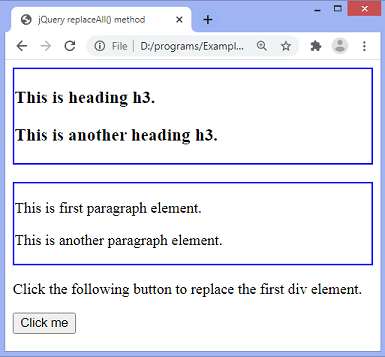 jQuery replaceAll() method
File | D:/programs/Exampl...
This is heading h3.
This is another heading h3.
This is first paragraph element.
This is another paragraph element.
Click the following button to replace the first div element.
Click me